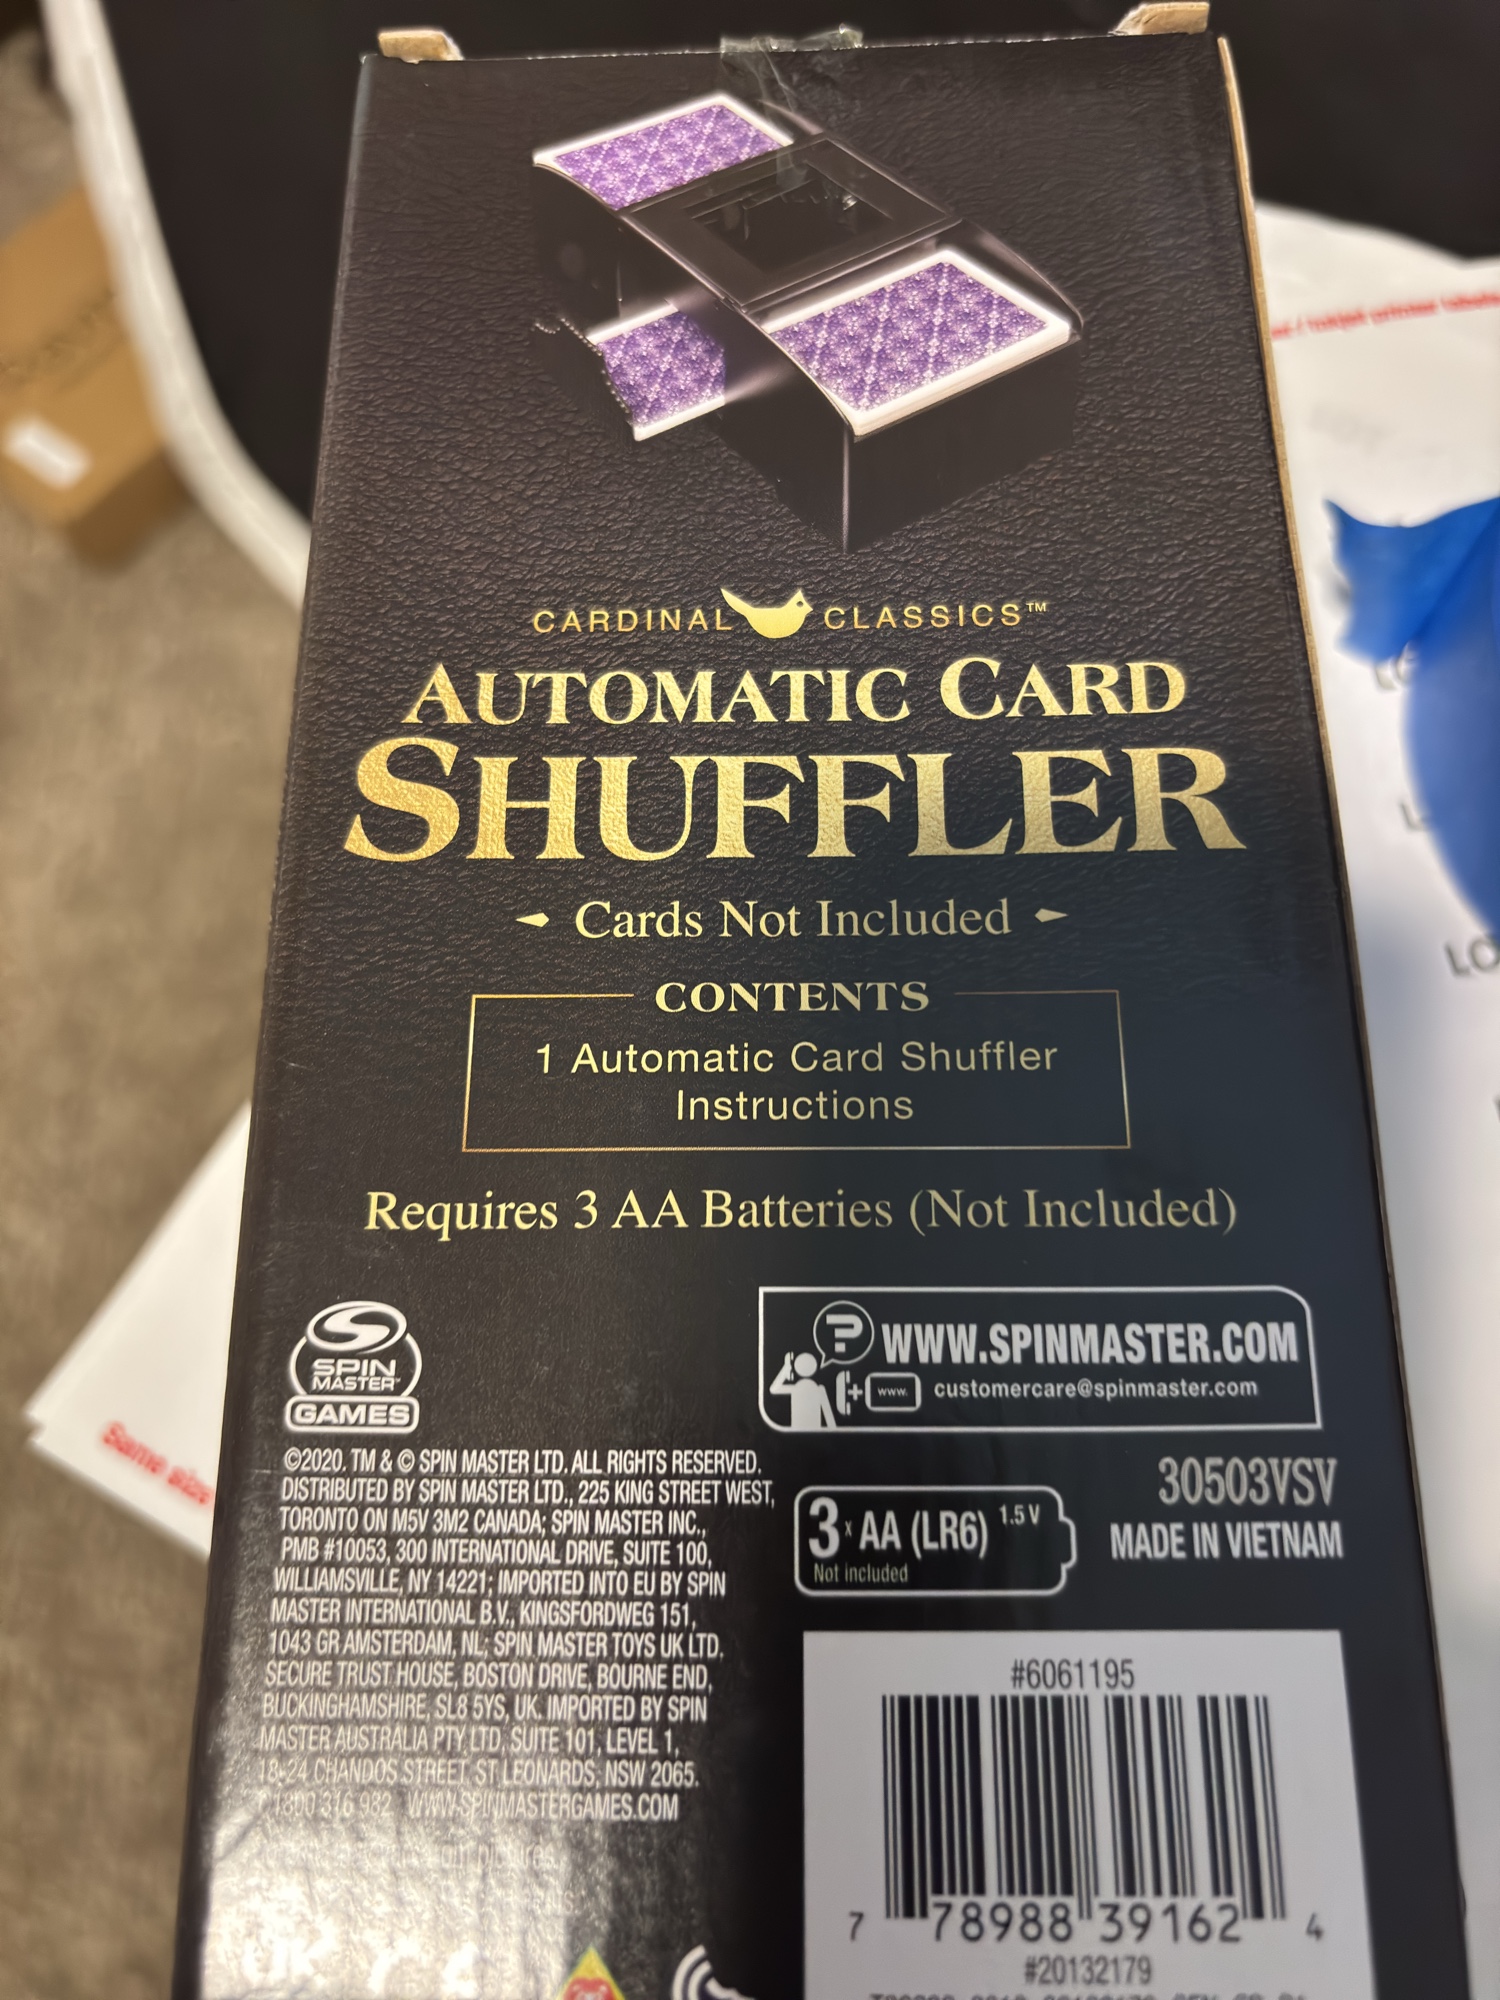 CARDINAL CLASSICS™
AUTOMATIC CARD
SHUFFLER
Cards Not Included
CONTENTS
1 Automatic Card Shuffler
Instructions
Requires 3 AA Batteries (Not Included)
SPIN
MASTER™
GAMES
WWW.SPINMASTER.COM
www.
customercare@spinmaster.com
©2020. TM & © SPIN MASTER LTD. ALL RIGHTS RESERVED.
DISTRIBUTED BY SPIN MASTER LTD., 225 KING STREET WEST,
TORONTO ON M5V 3M2 CANADA; SPIN MASTER INC.,
PMB #10053, 300 INTERNATIONAL DRIVE, SUITE 100,
WILLIAMSVILLE, NY 14221; IMPORTED INTO EU BY SPIN
MASTER INTERNATIONAL B.V., KINGSFORDWEG 151,
1043 GR AMSTERDAM, NL; SPIN MASTER TOYS UK LTD.
SECURE TRUST HOUSE, BOSTON DRIVE, BOURNE END,
BUCKINGHAMSHIRE, SL8 5YS, UK. IMPORTED BY SPIN
MASTER AUSTRALIA PTY LTD, SUITE 101, LEVEL 1,
18-24 CHANDOS STREET, ST LEONARDS, NSW 2065.
1800 316 982 WWW.SPINMASTERGAMES.COM
3 x AA (LR6) 1.5 V
Not included
30503VSV
MADE IN VIETNAM
#6061195
7 78988 39162 4
#20132179
Same size